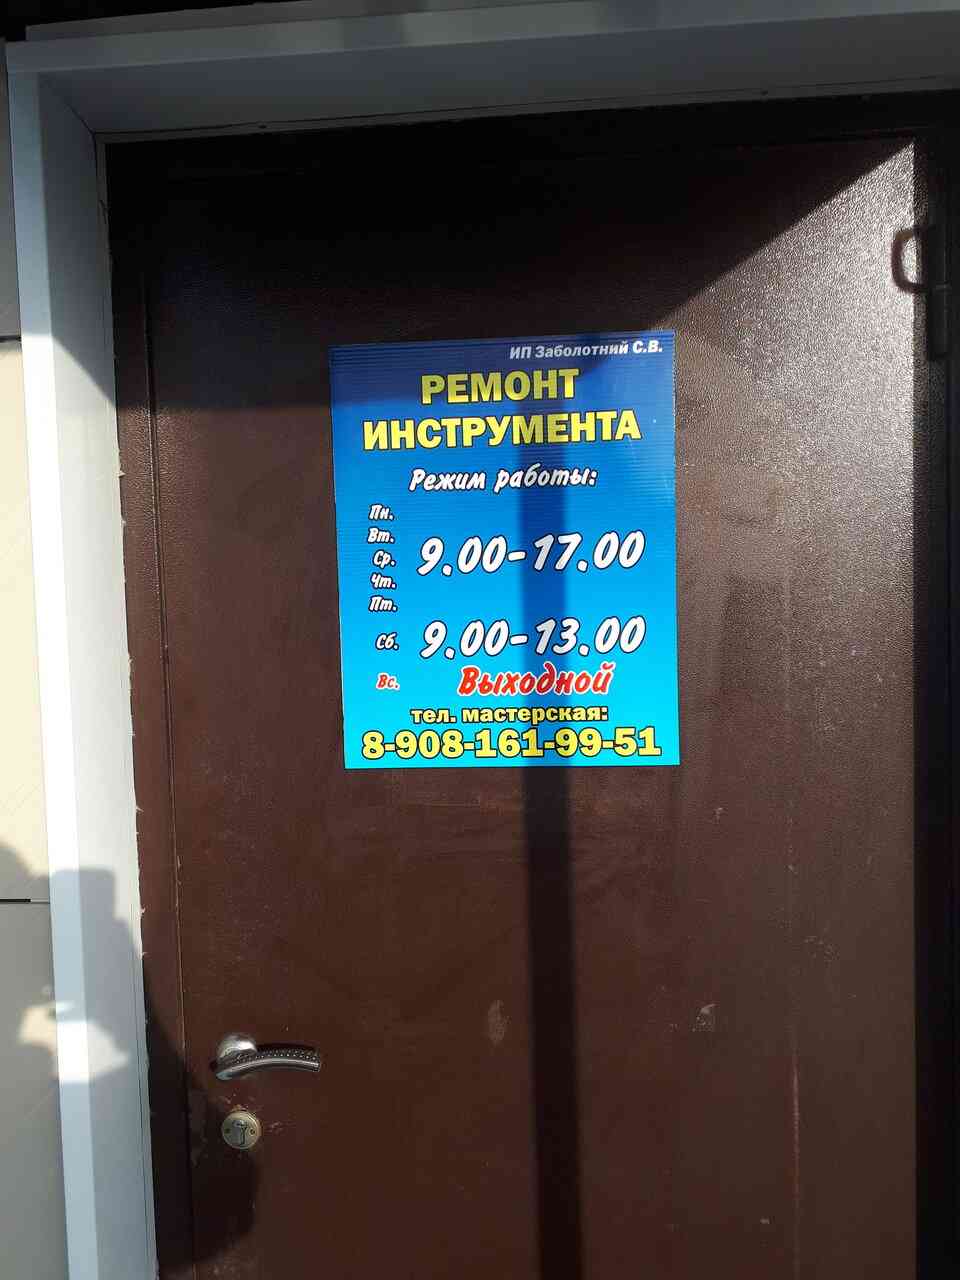 ИП Заболотний С.В.
РЕМОНТ
ИНСТРУМЕНТА
Режим работы:
Пн.
Вт.
Ср.
Чт.
Пт.
9.00-17.00
Сб. 9.00-13.00
Вс. Выходной
тел. мастерская:
8-908-161-99-51